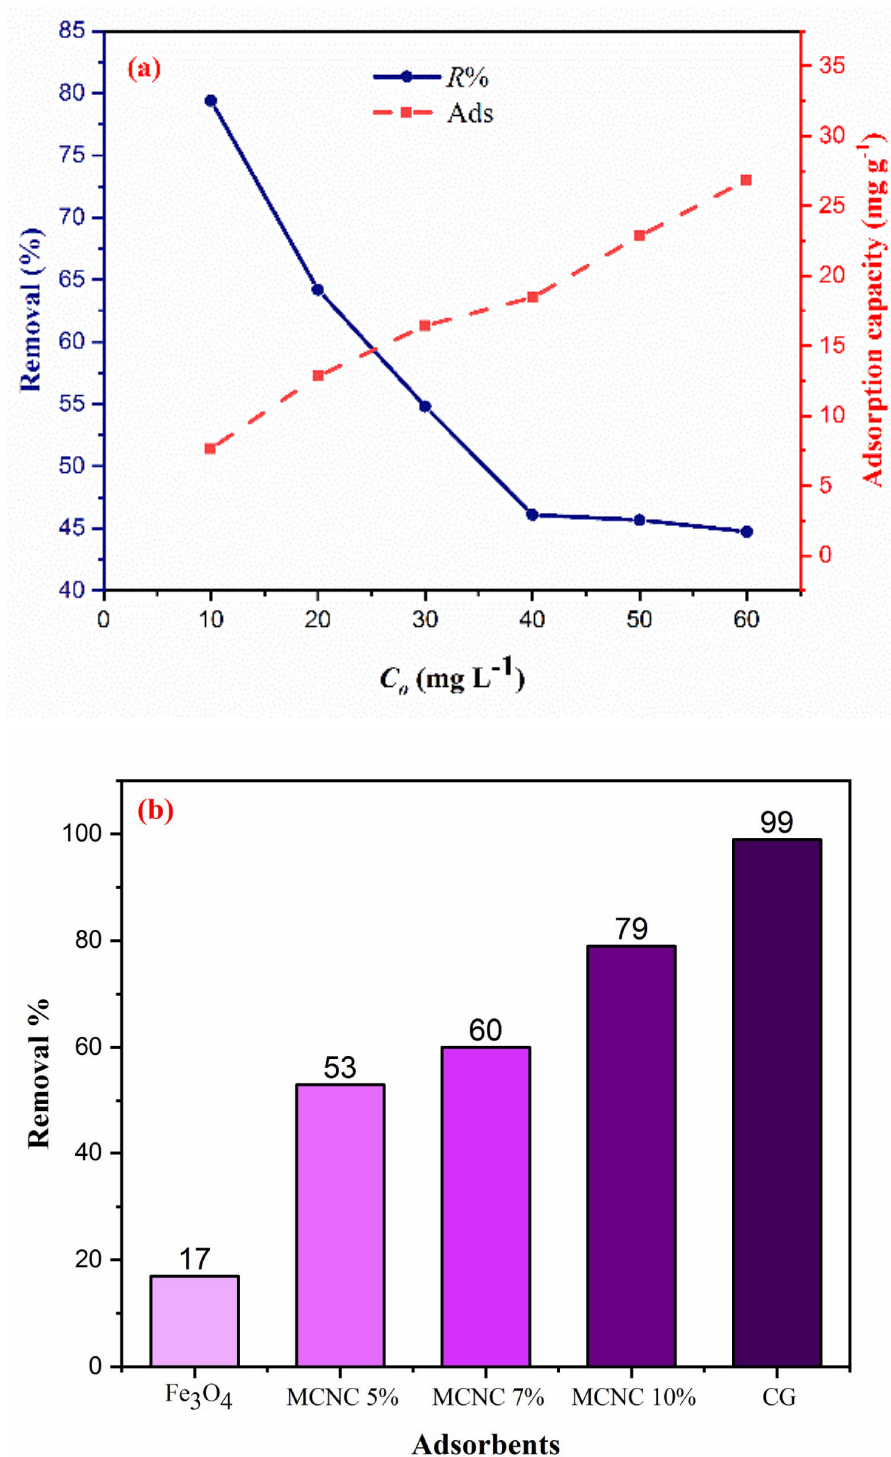 (a)
R%
Ads
85
80
75
70
65
60
55
50
45
40
Removal (%)
35
30
25
20
15
10
5
0
Adsorption capacity (mg g⁻¹)
0 10 20 30 40 50 60
Cₒ (mg L⁻¹)
(b)
100
80
60
40
20
0
Removal %
17
53
60
79
99
Fe₃O₄ MCNC 5% MCNC 7% MCNC 10% CG
Adsorbents